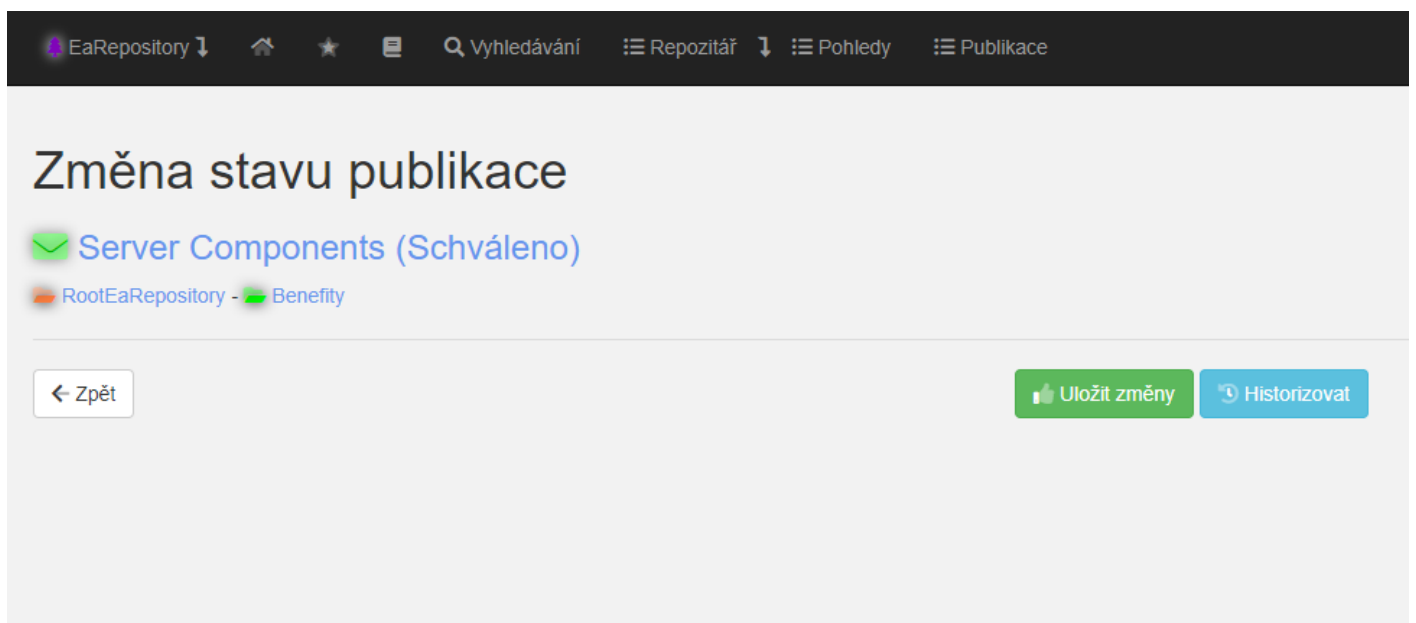 EaRepository Vyhledávání Repozitář Pohledy Publikace
Změna stavu publikace
Server Components (Schváleno)
RootEaRepository - Benefity
Zpět Uložit změny Historizovat